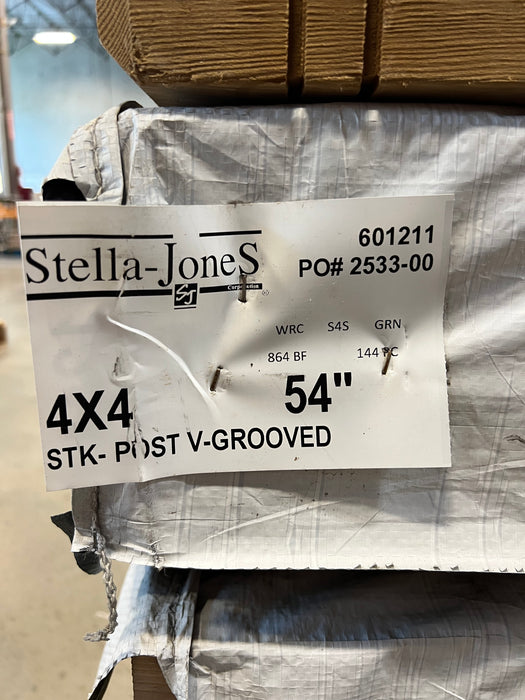 601211
Stella-JoneS
PO# 2533-00
SJ Corporation ®
WRC S4S GRN
864 BF 144 PC
4X4 54"
STK- POST V-GROOVED